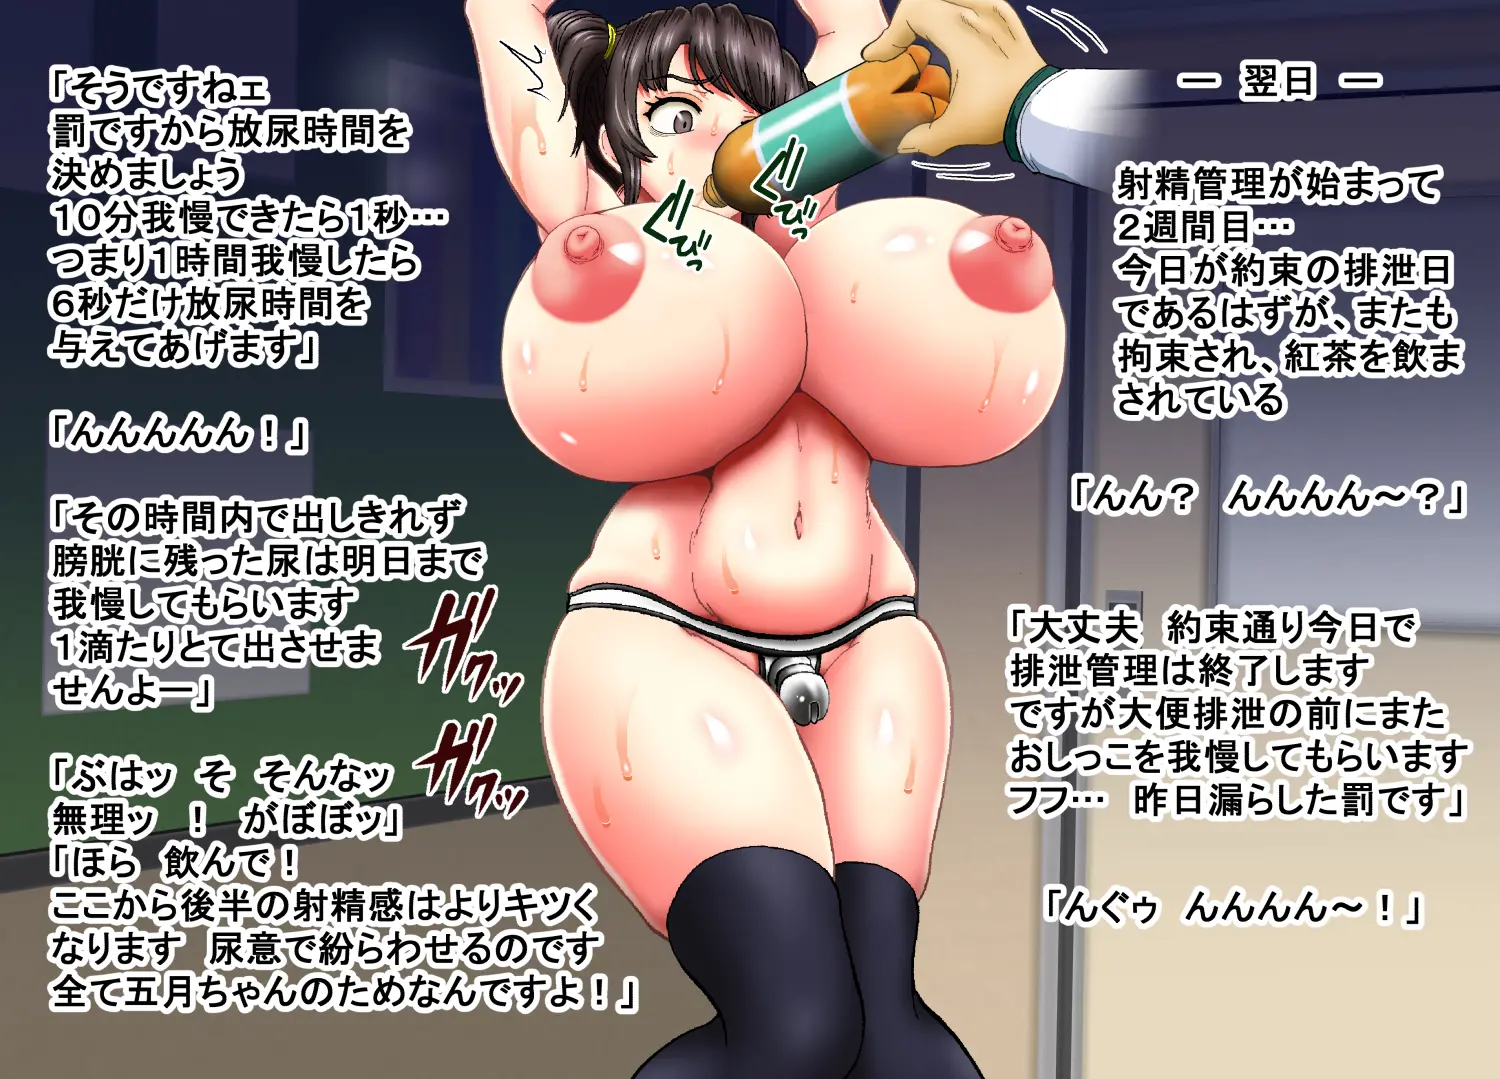 ― 翌日 ―
射精管理が始まって
2週間目…
今日が約束の排泄日
であるはずが、またも
拘束され、紅茶を飲ま
されている
「んん？　んんんん～？」
「大丈夫　約束通り今日で
排泄管理は終了します
ですが大便排泄の前にまた
おしっこを我慢してもらいます
フフ…　昨日漏らした罰です」
「んぐぅ　んんんん～！」
「そうですねェ
罰ですから放尿時間を
決めましょう
10分我慢できたら1秒…
つまり1時間我慢したら
6秒だけ放尿時間を
与えてあげます」
「んんんんん！」
「その時間内で出しきれず
膀胱に残った尿は明日まで
我慢してもらいます
1滴たりとて出させま
せんよー」
「ぶはッ　そ　そんなッ
無理ッ　！　がぼぼッ」
「ほら　飲んで！
ここから後半の射精感はよりキツく
なります　尿意で紛らわせるのです
全て五月ちゃんのためなんですよ！」
ぐびっ
ぐびっ
ガクッ
ガクッ